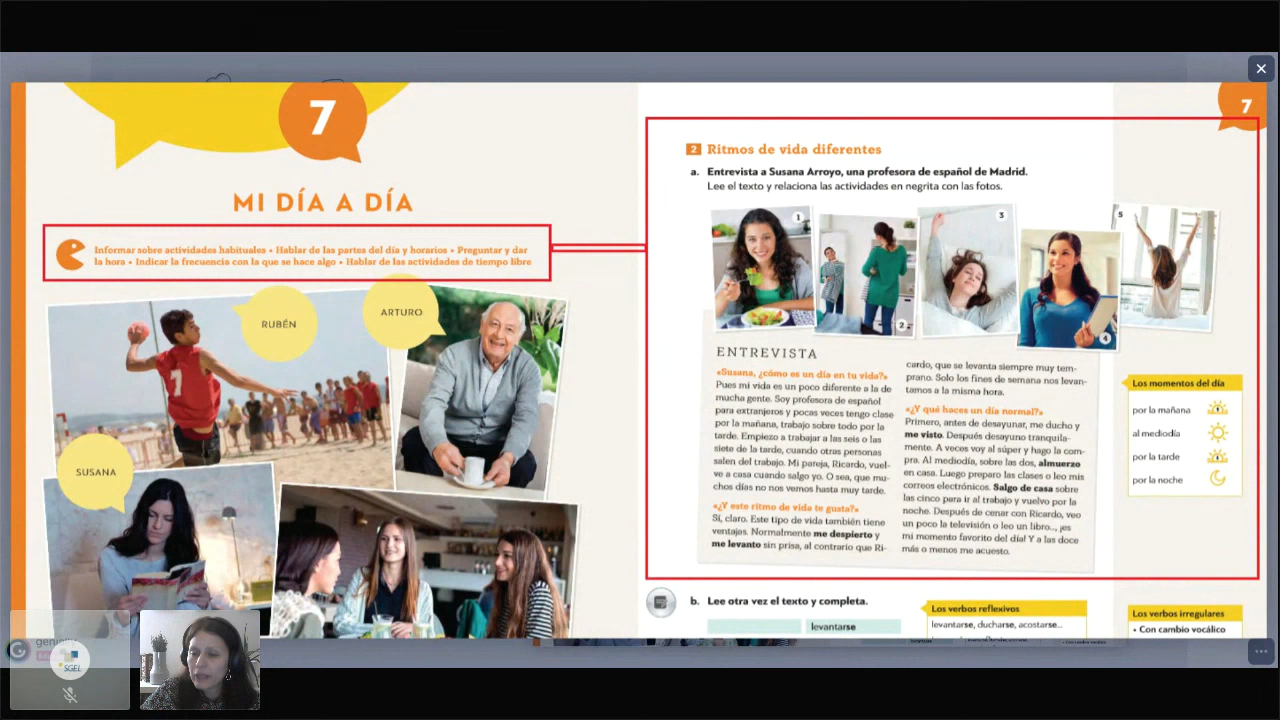 7
MI DÍA A DÍA
Informar sobre actividades habituales • Hablar de las partes del día y horarios • Preguntar y dar
la hora • Indicar la frecuencia con la que se hace algo • Hablar de las actividades de tiempo libre
RUBÉN
ARTURO
7
SUSANA
SGEL
7
2 Ritmos de vida diferentes
a. Entrevista a Susana Arroyo, una profesora de español de Madrid.
Lee el texto y relaciona las actividades en negrita con las fotos.
1
2
3
4
5
ENTREVISTA
«Susana, ¿cómo es un día en tu vida?»
Pues mi vida es un poco diferente a la de
mucha gente. Soy profesora de español
para extranjeros y pocas veces tengo clase
por la mañana, trabajo sobre todo por la
tarde. Empiezo a trabajar a las seis o las
siete de la tarde, cuando otras personas
salen del trabajo. Mi pareja, Ricardo, vuel-
ve a casa cuando salgo yo. O sea, que mu-
chos días no nos vemos hasta muy tarde.
«¿Y este ritmo de vida te gusta?»
Sí, claro. Este tipo de vida también tiene
ventajas. Normalmente me despierto y
me levanto sin prisa, al contrario que Ri-
cardo, que se levanta siempre muy tem-
prano. Solo los fines de semana nos levan-
tamos a la misma hora.
«¿Y qué haces un día normal?»
Primero, antes de desayunar, me ducho y
me visto. Después desayuno tranquila-
mente. A veces voy al súper y hago la com-
pra. Al mediodía, sobre las dos, almuerzo
en casa. Luego preparo las clases o leo mis
correos electrónicos. Salgo de casa sobre
las cinco para ir al trabajo y vuelvo por la
noche. Después de cenar con Ricardo, veo
un poco la televisión o leo un libro..., ¡es
mi momento favorito del día! Y a las doce
más o menos me acuesto.
Los momentos del día
por la mañana
al mediodía
por la tarde
por la noche
b. Lee otra vez el texto y completa.
levantarse
Los verbos reflexivos
levantarse, ducharse, acostarse...
Los verbos irregulares
• Con cambio vocálico